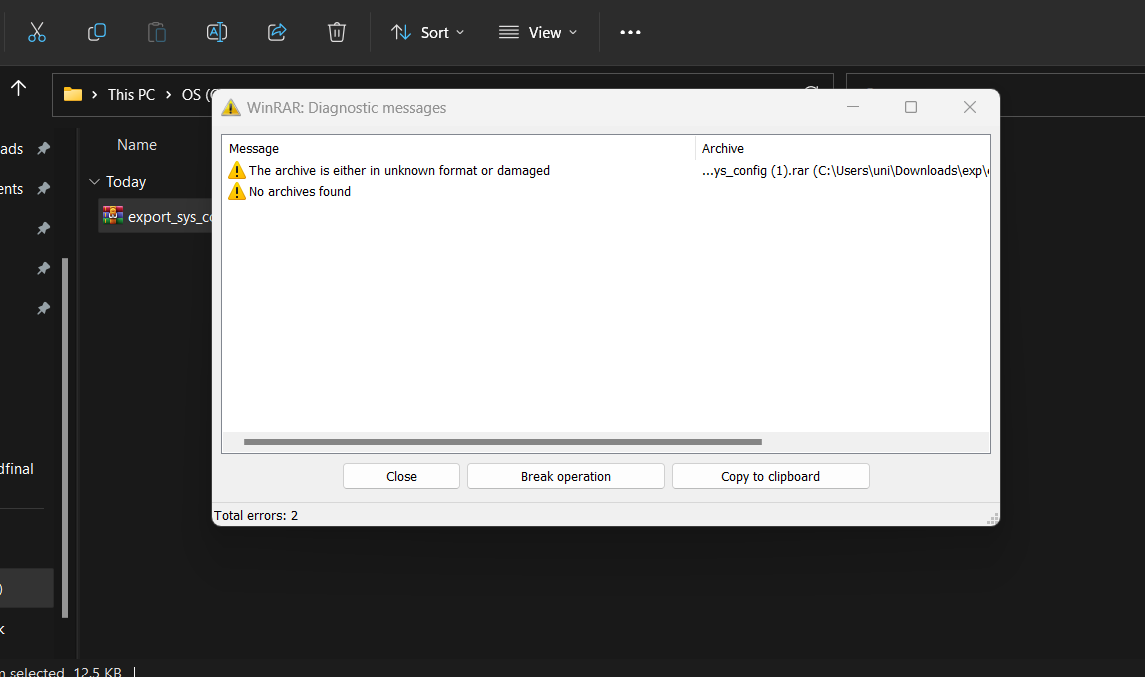 Sort
View
This PC
OS (
WinRAR: Diagnostic messages
Name
Message
Archive
The archive is either in unknown format or damaged
...ys_config (1).rar (C:\Users\uni\Downloads\exp\
No archives found
ads
ents
Today
export_sys_co
dfinal
Close
Break operation
Copy to clipboard
Total errors: 2
)
k
n selected 12.5 KB